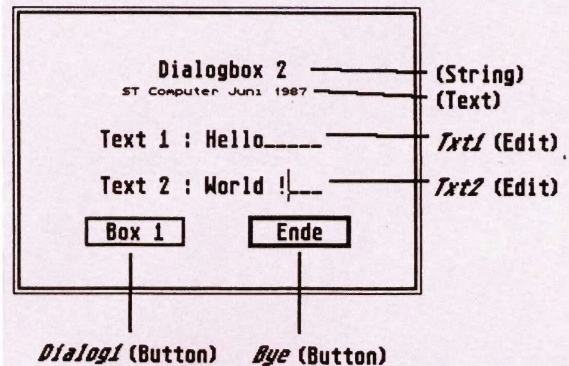 Dialogbox 2 (String)
ST Computer Juni 1987 (Text)
Text 1 : Hello_____ Txt1 (Edit)
Text 2 : World !___ Txt2 (Edit)
Box 1 Ende
Dialog1 (Button) Bye (Button)